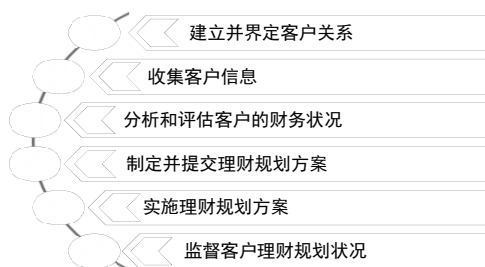 建立并界定客户关系
收集客户信息
分析和评估客户的财务状况
制定并提交理财规划方案
实施理财规划方案
监督客户理财规划状况